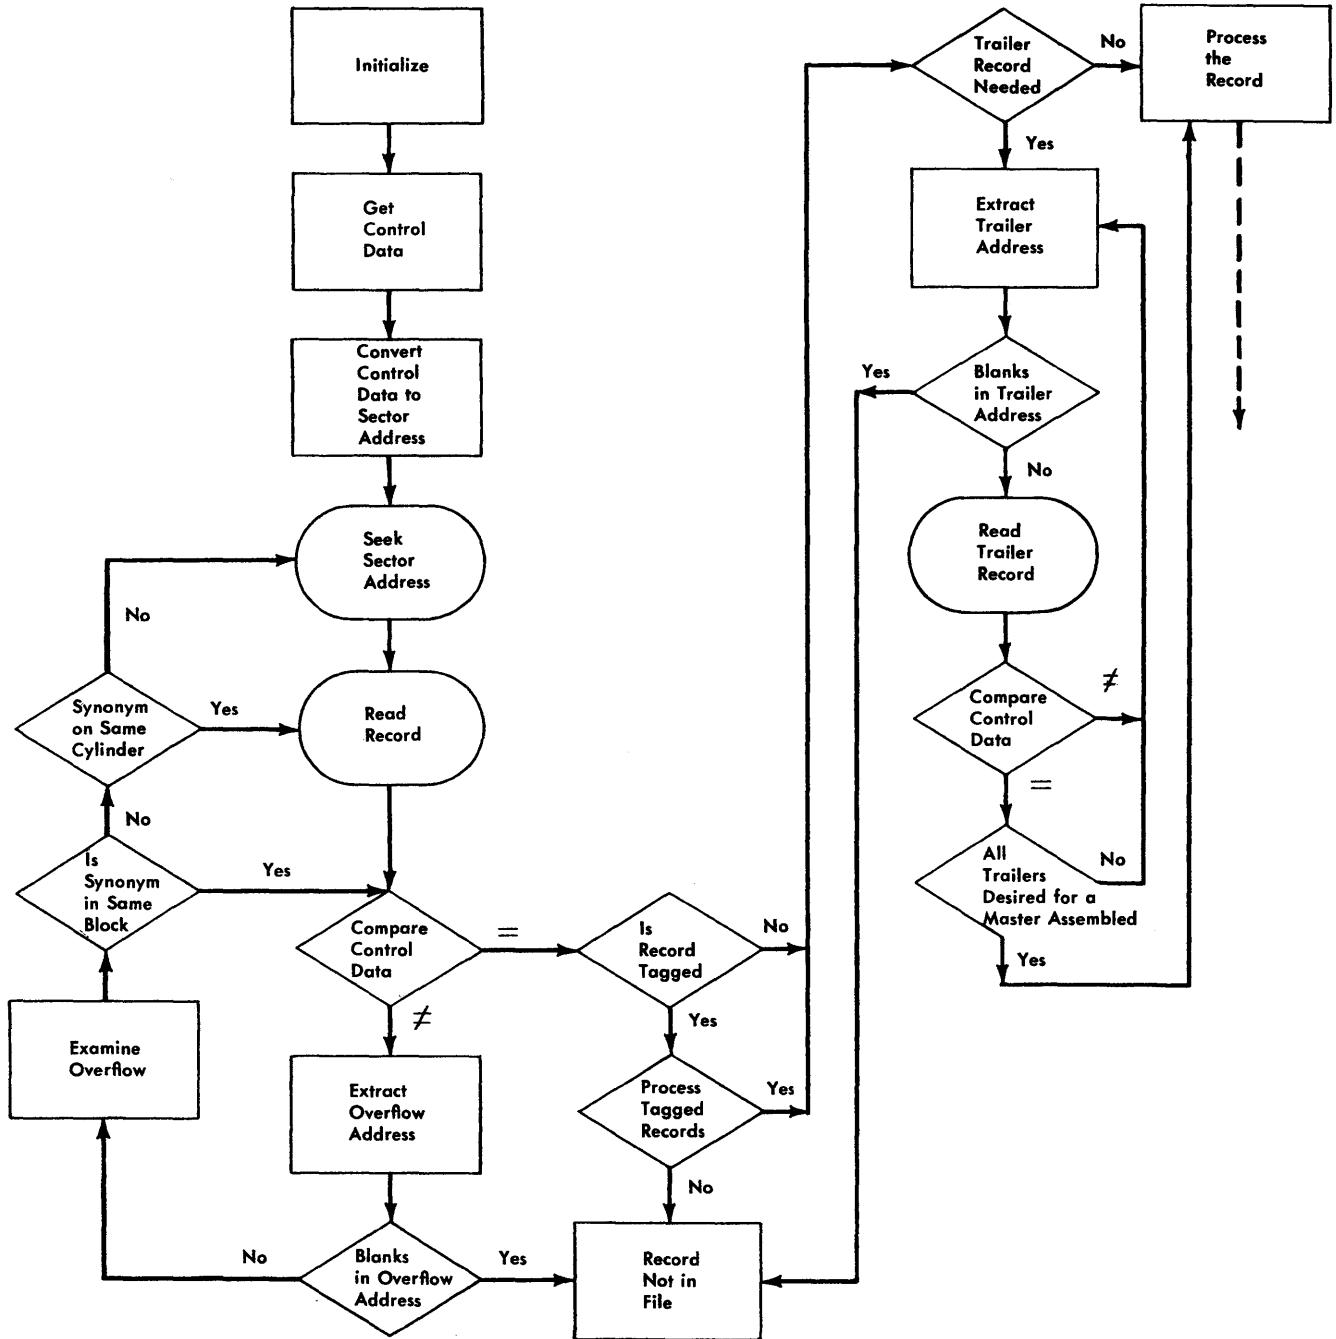 Initialize
Get
Control
Data
Convert
Control
Data to
Sector
Address
Seek
Sector
Address
No
Synonym
on Same
Cylinder
Yes
Read
Record
No
Is
Synonym
in Same
Block
Yes
Compare
Control
Data
=
≠
Is
Record
Tagged
No
Yes
Examine
Overflow
Extract
Overflow
Address
Process
Tagged
Records
Yes
No
No
Blanks
in Overflow
Address
Yes
Record
Not in
File
Trailer
Record
Needed
No
Process
the
Record
Yes
Extract
Trailer
Address
Yes
Blanks
in Trailer
Address
No
Read
Trailer
Record
Compare
Control
Data
≠
=
All
Trailers
Desired for a
Master Assembled
No
Yes